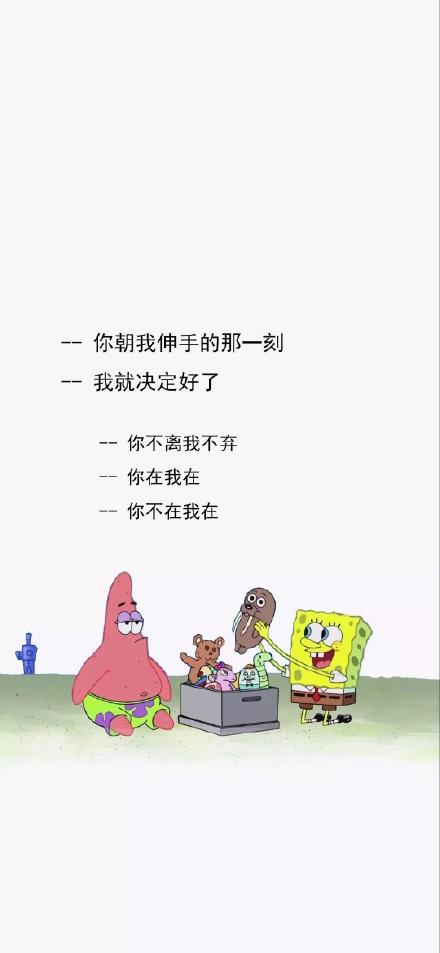 -- 你朝我伸手的那一刻
-- 我就决定好了
-- 你不离我不弃
-- 你在我在
-- 你不在我在